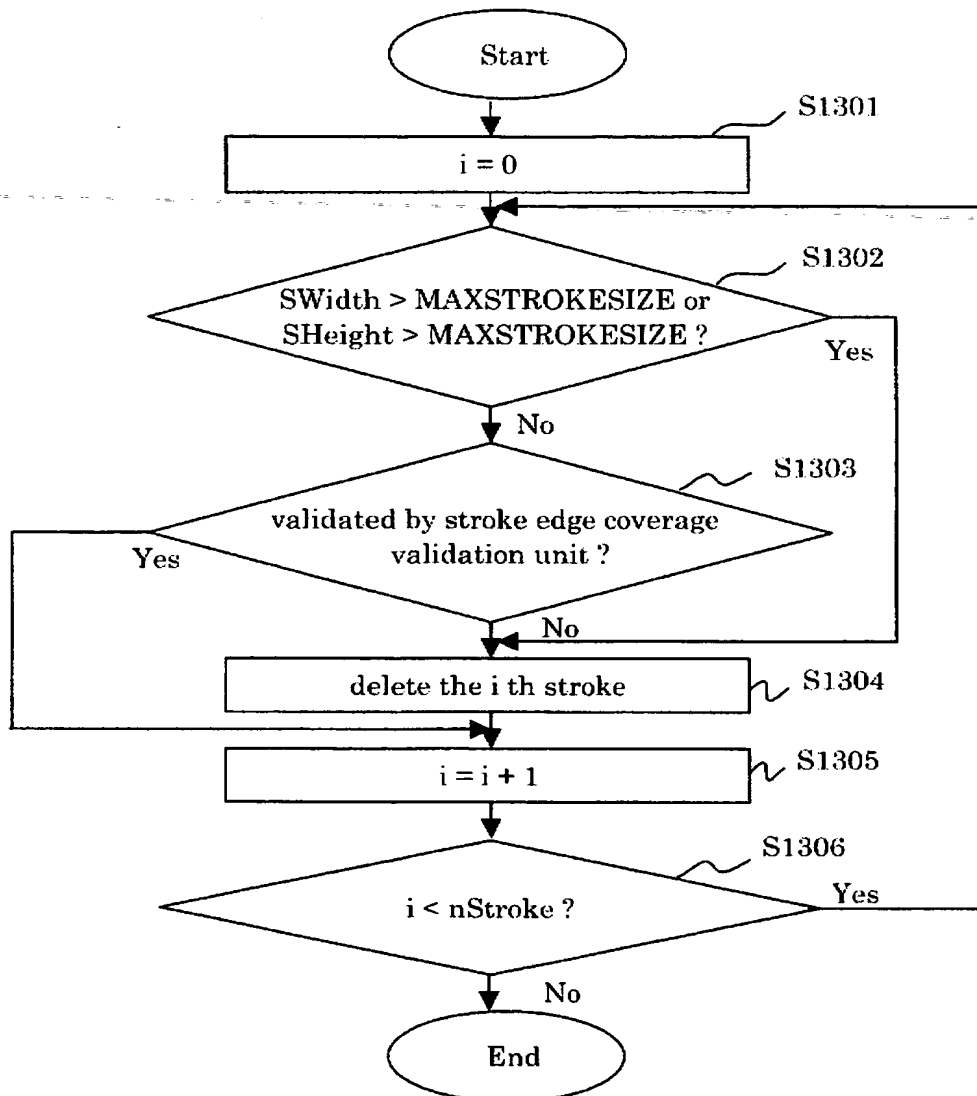 Start
S1301
i = 0
S1302
SWidth > MAXSTROKESIZE or
SHeight > MAXSTROKESIZE ?
Yes
No
S1303
validated by stroke edge coverage
validation unit ?
Yes
No
delete the i th stroke
S1304
i = i + 1
S1305
S1306
i < nStroke ?
Yes
No
End